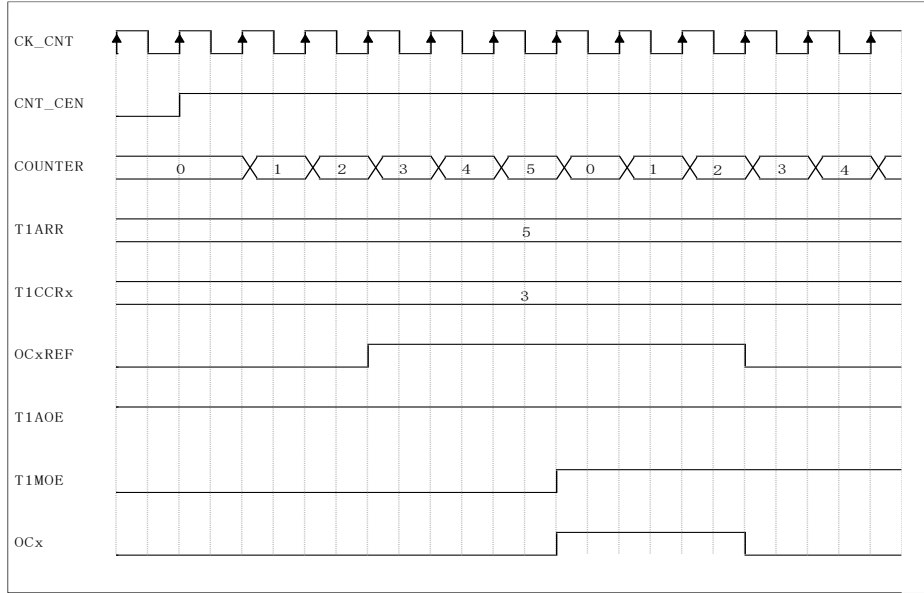 CK_CNT
CNT_CEN
COUNTER 0 1 2 3 4 5 0 1 2 3 4
T1ARR 5
T1CCRx 3
OCxREF
T1AOE
T1MOE
OCx